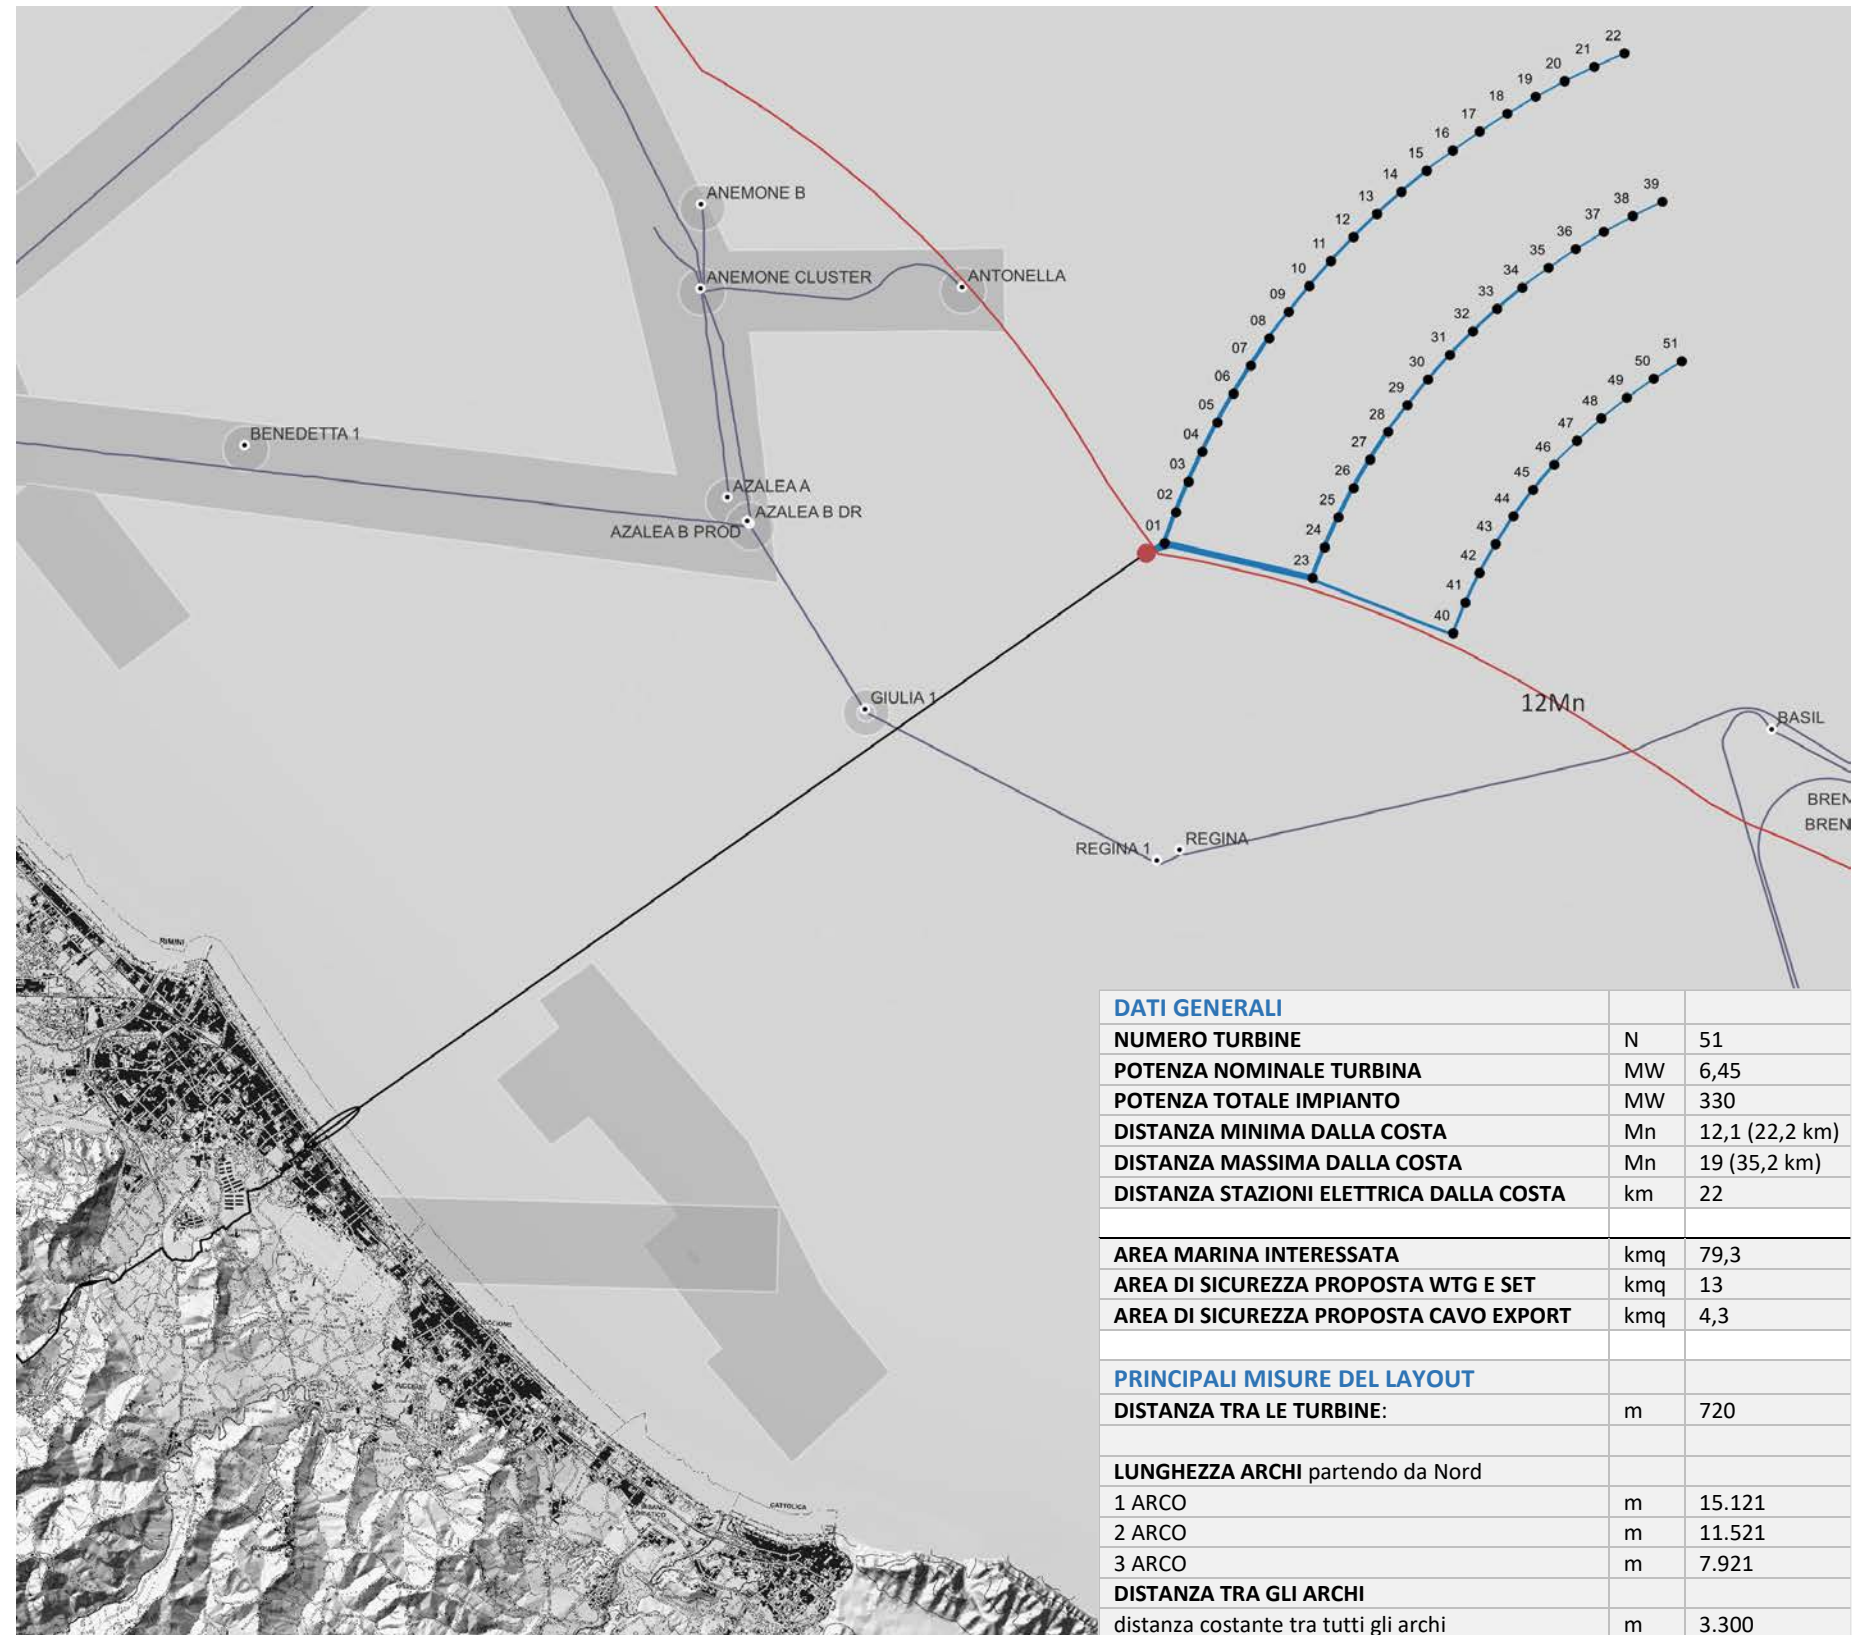 22
21
20
19
18
17
16
15
14
13
12
11
10
09
08
07
06
05
04
03
02
01
39
38
37
36
35
34
33
32
31
30
29
28
27
26
25
24
23
51
50
49
48
47
46
45
44
43
42
41
40
ANEMONE B
ANEMONE CLUSTER
ANTONELLA
BENEDETTA 1
AZALEA A
AZALEA B DR
AZALEA B PROD
GIULIA 1
12Mn
BASIL
BREN
BREN
REGINA 1
REGINA
RIMINI
RICCIONE
CATTOLICA
DATI GENERALI
NUMERO TURBINE N 51
POTENZA NOMINALE TURBINA MW 6,45
POTENZA TOTALE IMPIANTO MW 330
DISTANZA MINIMA DALLA COSTA Mn 12,1 (22,2 km)
DISTANZA MASSIMA DALLA COSTA Mn 19 (35,2 km)
DISTANZA STAZIONI ELETTRICA DALLA COSTA km 22
AREA MARINA INTERESSATA kmq 79,3
AREA DI SICUREZZA PROPOSTA WTG E SET kmq 13
AREA DI SICUREZZA PROPOSTA CAVO EXPORT kmq 4,3
PRINCIPALI MISURE DEL LAYOUT
DISTANZA TRA LE TURBINE: m 720
LUNGHEZZA ARCHI partendo da Nord
1 ARCO m 15.121
2 ARCO m 11.521
3 ARCO m 7.921
DISTANZA TRA GLI ARCHI
distanza costante tra tutti gli archi m 3.300